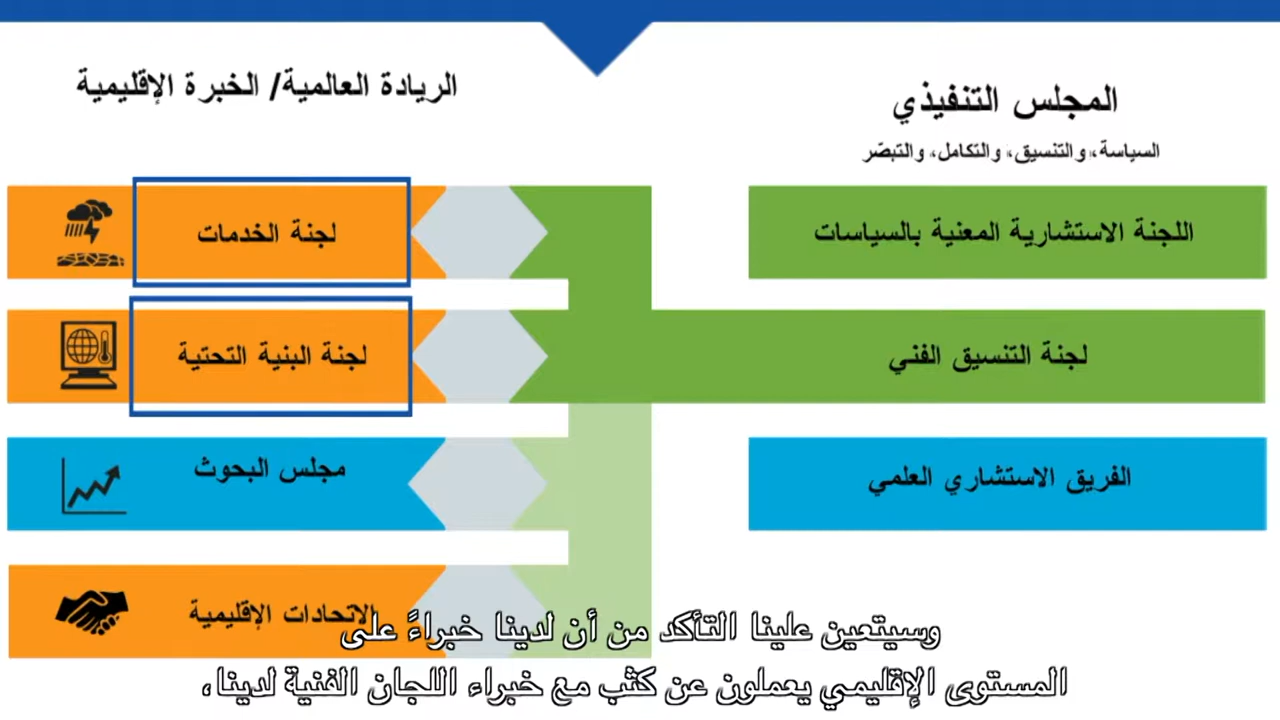 المجلس التنفيذي
السياسة، والتنسيق، والتكامل، والتبصّر
اللجنة الاستشارية المعنية بالسياسات
لجنة التنسيق الفني
الفريق الاستشاري العلمي
الريادة العالمية/ الخبرة الإقليمية
لجنة الخدمات
لجنة البنية التحتية
مجلس البحوث
الاتحادات الإقليمية
وسيتعين علينا التأكد من أن لدينا خبراءً على
المستوى الإقليمي يعملون عن كثب مع خبراء اللجان الفنية لدينا،